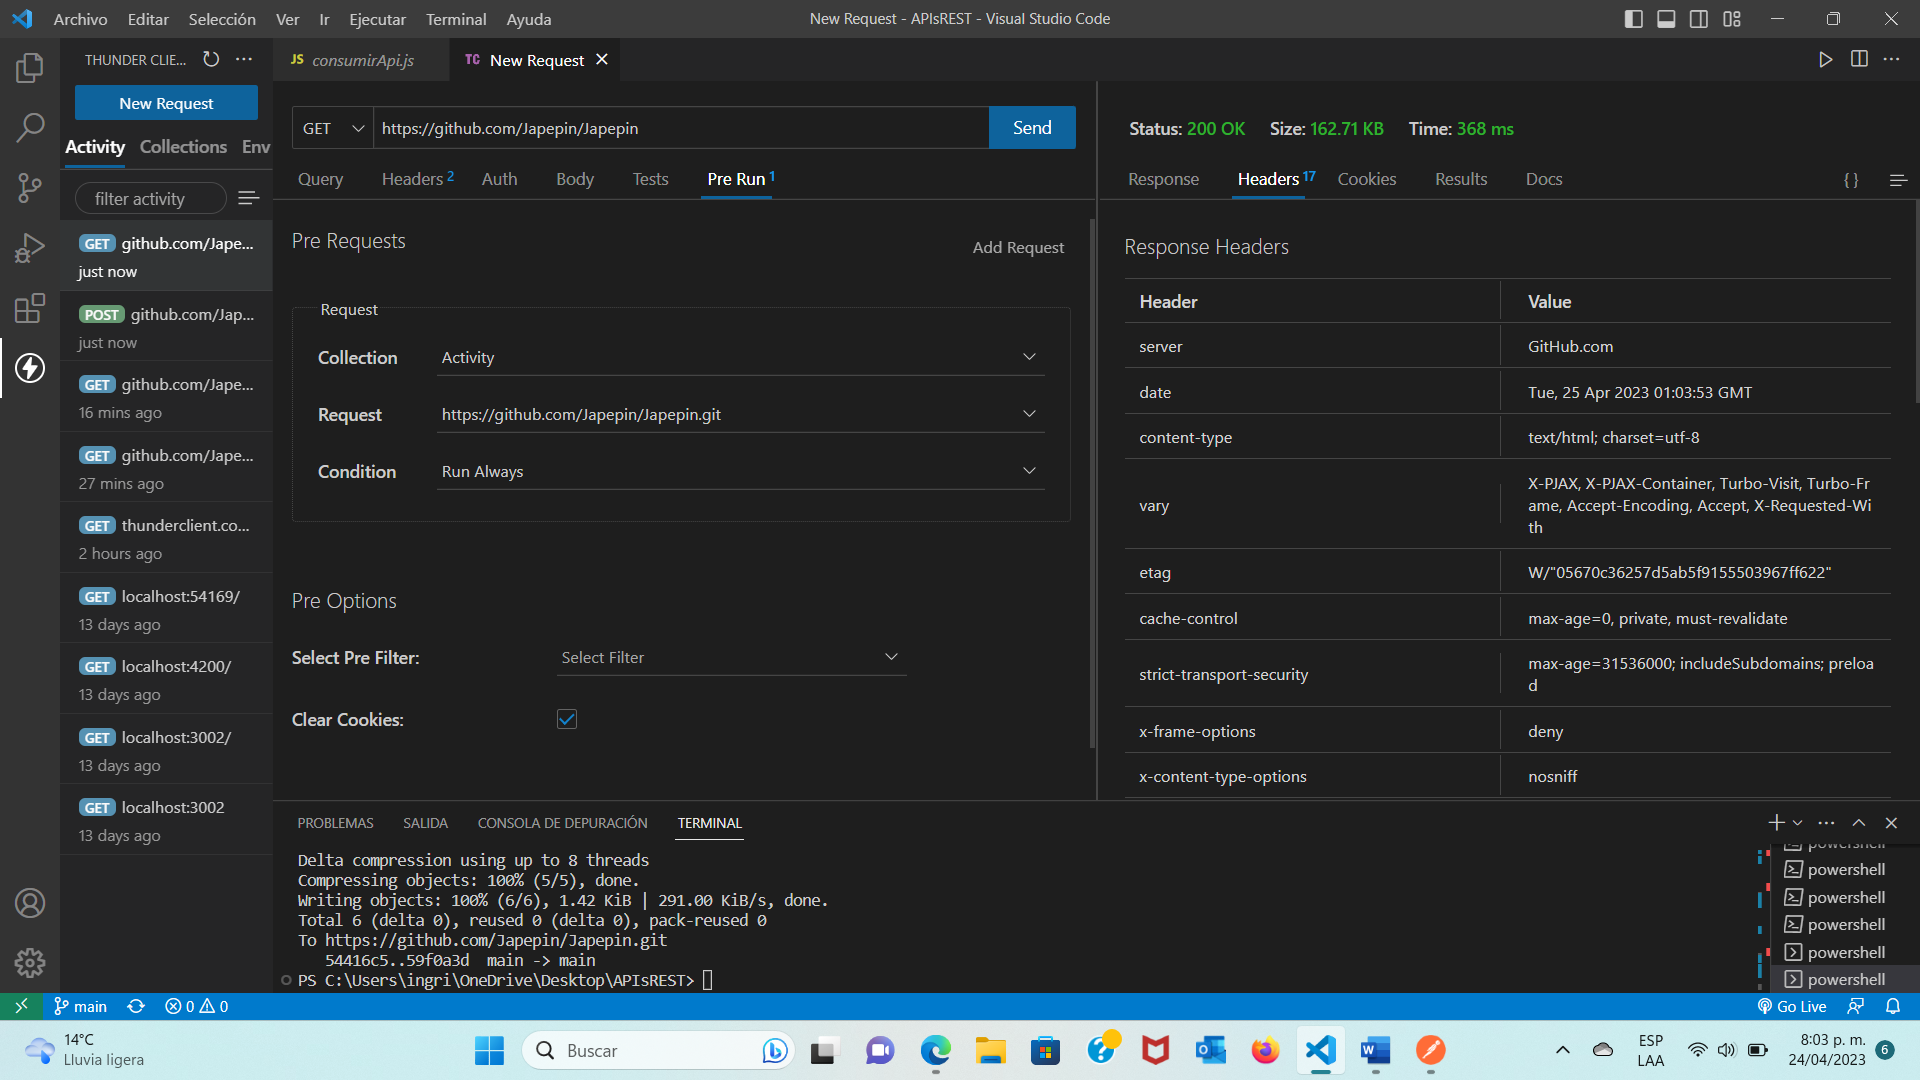 Archivo Editar Selección Ver Ir Ejecutar Terminal Ayuda
New Request - APIsREST - Visual Studio Code
THUNDER CLIE...
New Request
Activity Collections Env
filter activity
GET github.com/Jape...
just now
POST github.com/Jap...
just now
GET github.com/Jape...
16 mins ago
GET github.com/Jape...
27 mins ago
GET thunderclient.co...
2 hours ago
GET localhost:54169/
13 days ago
GET localhost:4200/
13 days ago
GET localhost:3002/
13 days ago
GET localhost:3002
13 days ago
JS consumirApi.js
TC New Request
GET https://github.com/Japepin/Japepin Send
Query Headers 2 Auth Body Tests Pre Run 1
Pre Requests
Add Request
Request
Collection Activity
Request https://github.com/Japepin/Japepin.git
Condition Run Always
Pre Options
Select Pre Filter: Select Filter
Clear Cookies:
Status: 200 OK Size: 162.71 KB Time: 368 ms
Response Headers 17 Cookies Results Docs
{ }
Response Headers
Header Value
server GitHub.com
date Tue, 25 Apr 2023 01:03:53 GMT
content-type text/html; charset=utf-8
vary X-PJAX, X-PJAX-Container, Turbo-Visit, Turbo-Fr
ame, Accept-Encoding, Accept, X-Requested-Wi
th
etag W/"05670c36257d5ab5f9155503967ff622"
cache-control max-age=0, private, must-revalidate
strict-transport-security max-age=31536000; includeSubdomains; preloa
d
x-frame-options deny
x-content-type-options nosniff
PROBLEMAS SALIDA CONSOLA DE DEPURACIÓN TERMINAL
Delta compression using up to 8 threads
Compressing objects: 100% (5/5), done.
Writing objects: 100% (6/6), 1.42 KiB | 291.00 KiB/s, done.
Total 6 (delta 0), reused 0 (delta 0), pack-reused 0
To https://github.com/Japepin/Japepin.git
54416c5..59f0a3d main -> main
PS C:\Users\ingri\OneDrive\Desktop\APIsREST>
powershell
powershell
powershell
powershell
powershell
powershell
main 0 0
Go Live
14°C
Lluvia ligera
Buscar
ESP
LAA
8:03 p. m.
24/04/2023
6